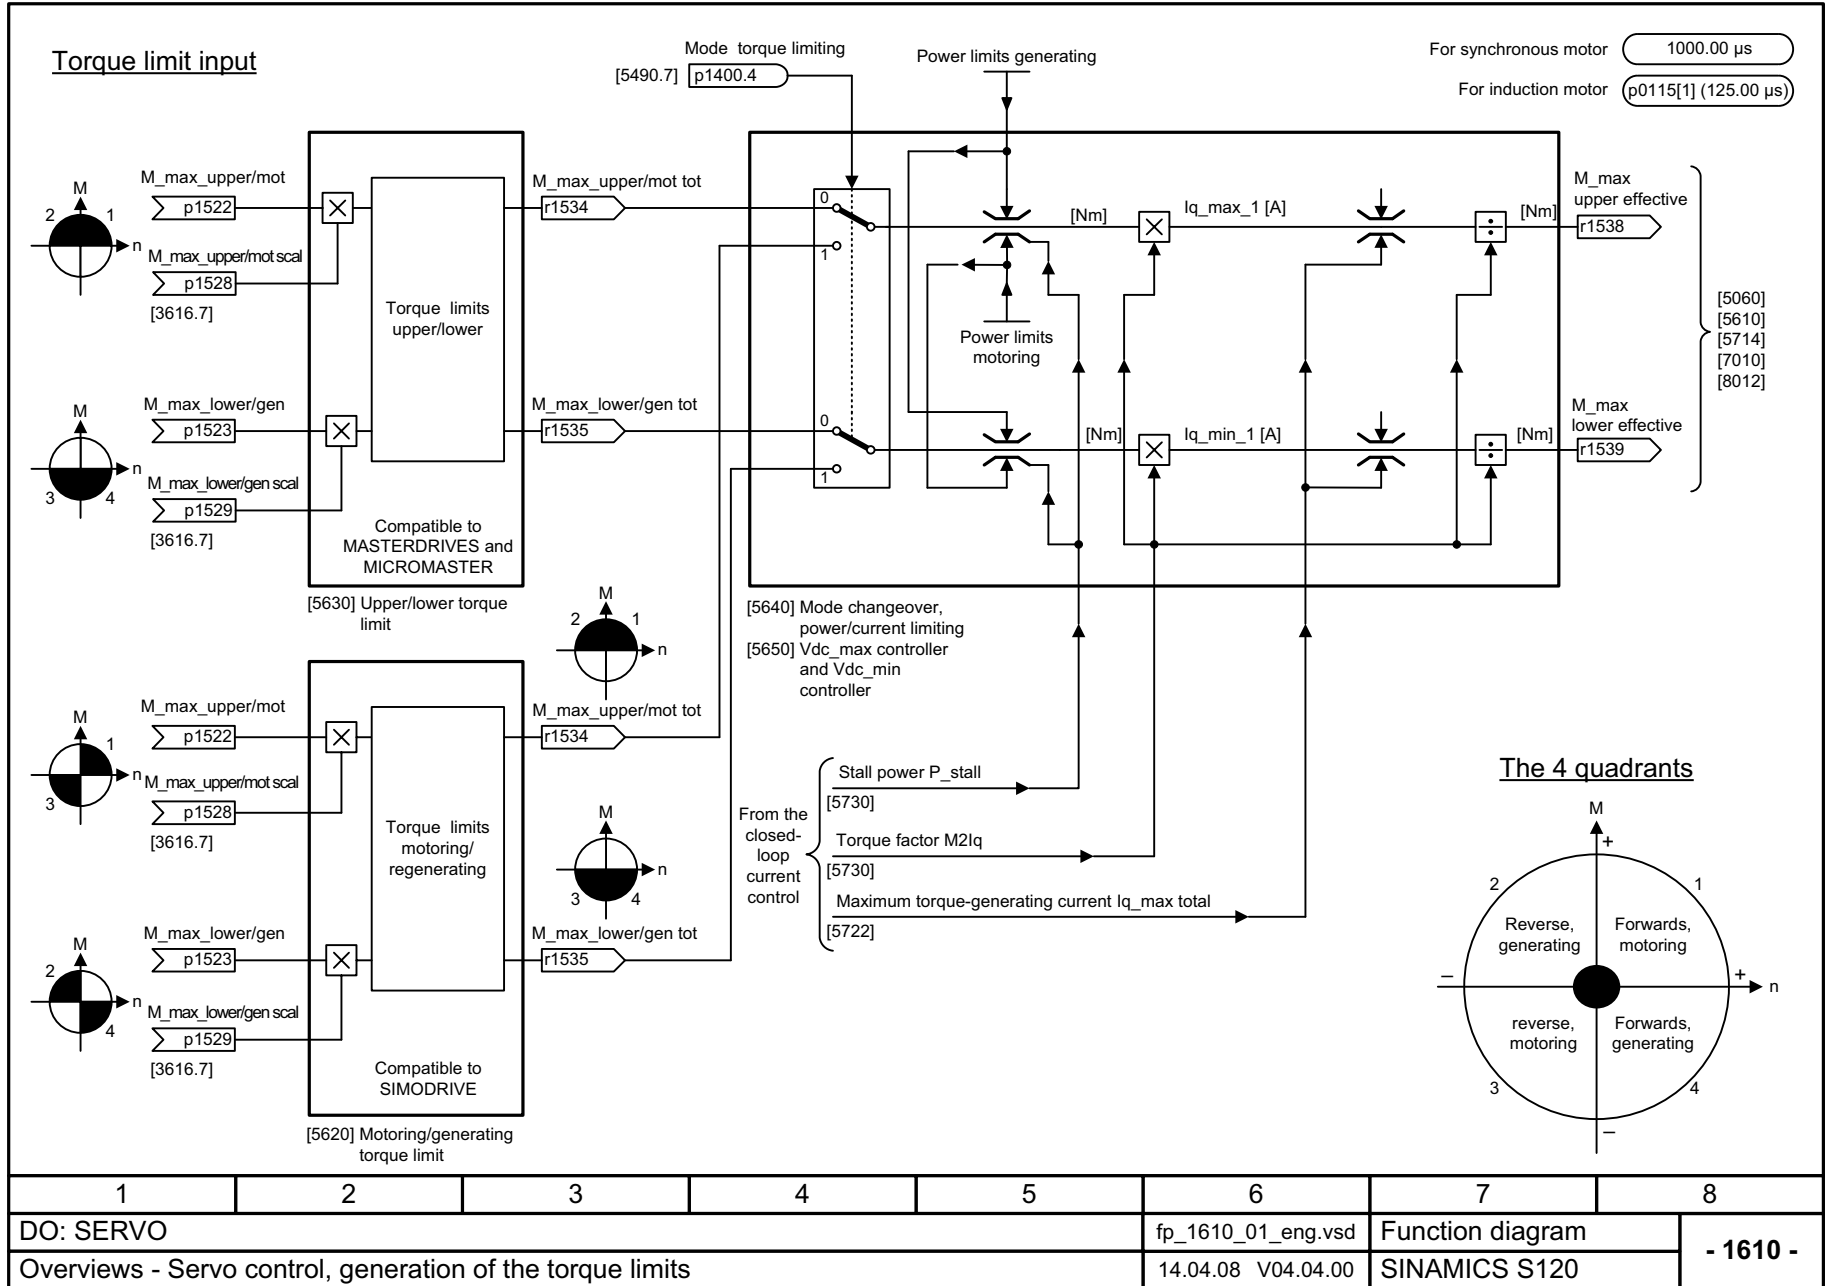 Torque limit input
Mode torque limiting
[5490.7] p1400.4
Power limits generating
For synchronous motor 1000.00 µs
For induction motor p0115[1] (125.00 µs)
M
2 1
n
M_max_upper/mot
p1522
M_max_upper/mot scal
p1528
[3616.7]
Torque limits
upper/lower
M_max_upper/mot tot
r1534
0
1
[Nm]
Iq_max_1 [A]
[Nm]
M_max
upper effective
r1538
Power limits
motoring
[5060]
[5610]
[5714]
[7010]
[8012]
M
3 4
n
M_max_lower/gen
p1523
M_max_lower/gen scal
p1529
[3616.7]
M_max_lower/gen tot
r1535
0
1
[Nm]
Iq_min_1 [A]
[Nm]
M_max
lower effective
r1539
Compatible to
MASTERDRIVES and
MICROMASTER
[5630] Upper/lower torque
limit
M
2 1
n
[5640] Mode changeover,
power/current limiting
[5650] Vdc_max controller
and Vdc_min
controller
M
1
3
n
M_max_upper/mot
p1522
M_max_upper/mot scal
p1528
[3616.7]
Torque limits
motoring/
regenerating
M_max_upper/mot tot
r1534
M
3 4
n
From the
closed-
loop
current
control
Stall power P_stall
[5730]
Torque factor M2Iq
[5730]
Maximum torque-generating current Iq_max total
[5722]
M
2
4
n
M_max_lower/gen
p1523
M_max_lower/gen scal
p1529
[3616.7]
M_max_lower/gen tot
r1535
Compatible to
SIMODRIVE
[5620] Motoring/generating
torque limit
The 4 quadrants
M
+
2 1
Reverse,
generating
Forwards,
motoring
– +
n
reverse,
motoring
Forwards,
generating
3 4
–
1 2 3 4 5 6 7 8
DO: SERVO
fp_1610_01_eng.vsd
Function diagram
- 1610 -
Overviews - Servo control, generation of the torque limits
14.04.08 V04.04.00
SINAMICS S120